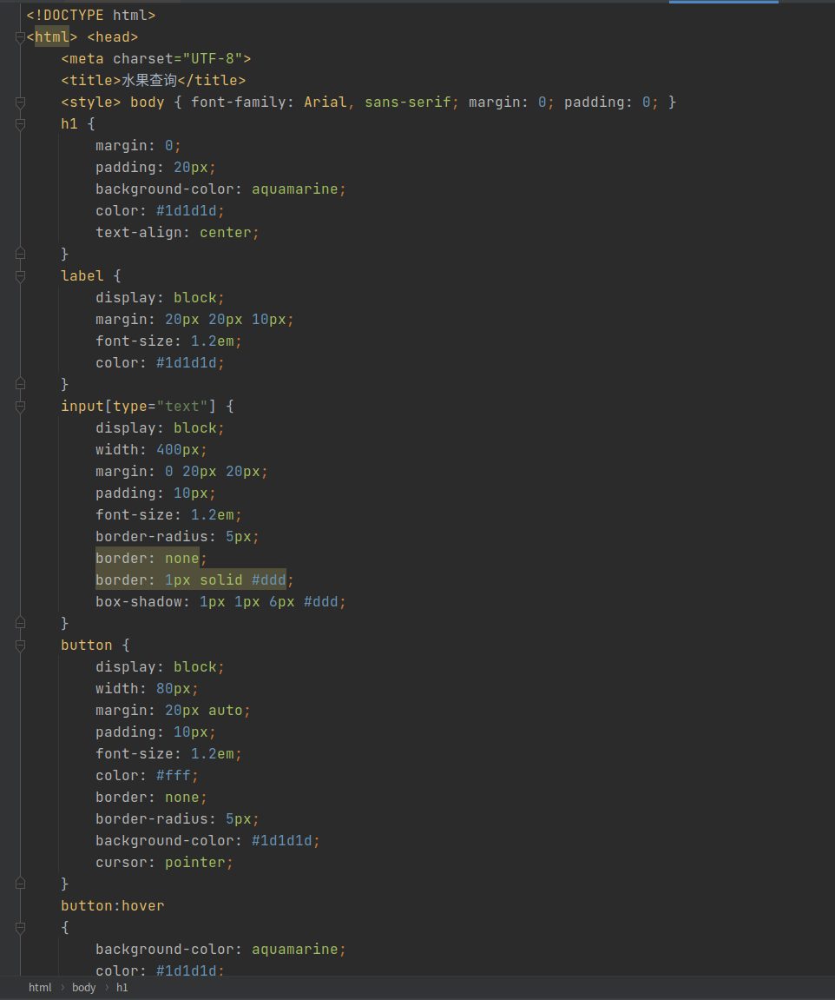 <!DOCTYPE html>
<html> <head>
    <meta charset="UTF-8">
    <title>水果查询</title>
    <style> body { font-family: Arial, sans-serif; margin: 0; padding: 0; }
    h1 {
        margin: 0;
        padding: 20px;
        background-color: aquamarine;
        color: #1d1d1d;
        text-align: center;
    }
    label {
        display: block;
        margin: 20px 20px 10px;
        font-size: 1.2em;
        color: #1d1d1d;
    }
    input[type="text"] {
        display: block;
        width: 400px;
        margin: 0 20px 20px;
        padding: 10px;
        font-size: 1.2em;
        border-radius: 5px;
        border: none;
        border: 1px solid #ddd;
        box-shadow: 1px 1px 6px #ddd;
    }
    button {
        display: block;
        width: 80px;
        margin: 20px auto;
        padding: 10px;
        font-size: 1.2em;
        color: #fff;
        border: none;
        border-radius: 5px;
        background-color: #1d1d1d;
        cursor: pointer;
    }
    button:hover
    {
        background-color: aquamarine;
        color: #1d1d1d;
html › body › h1